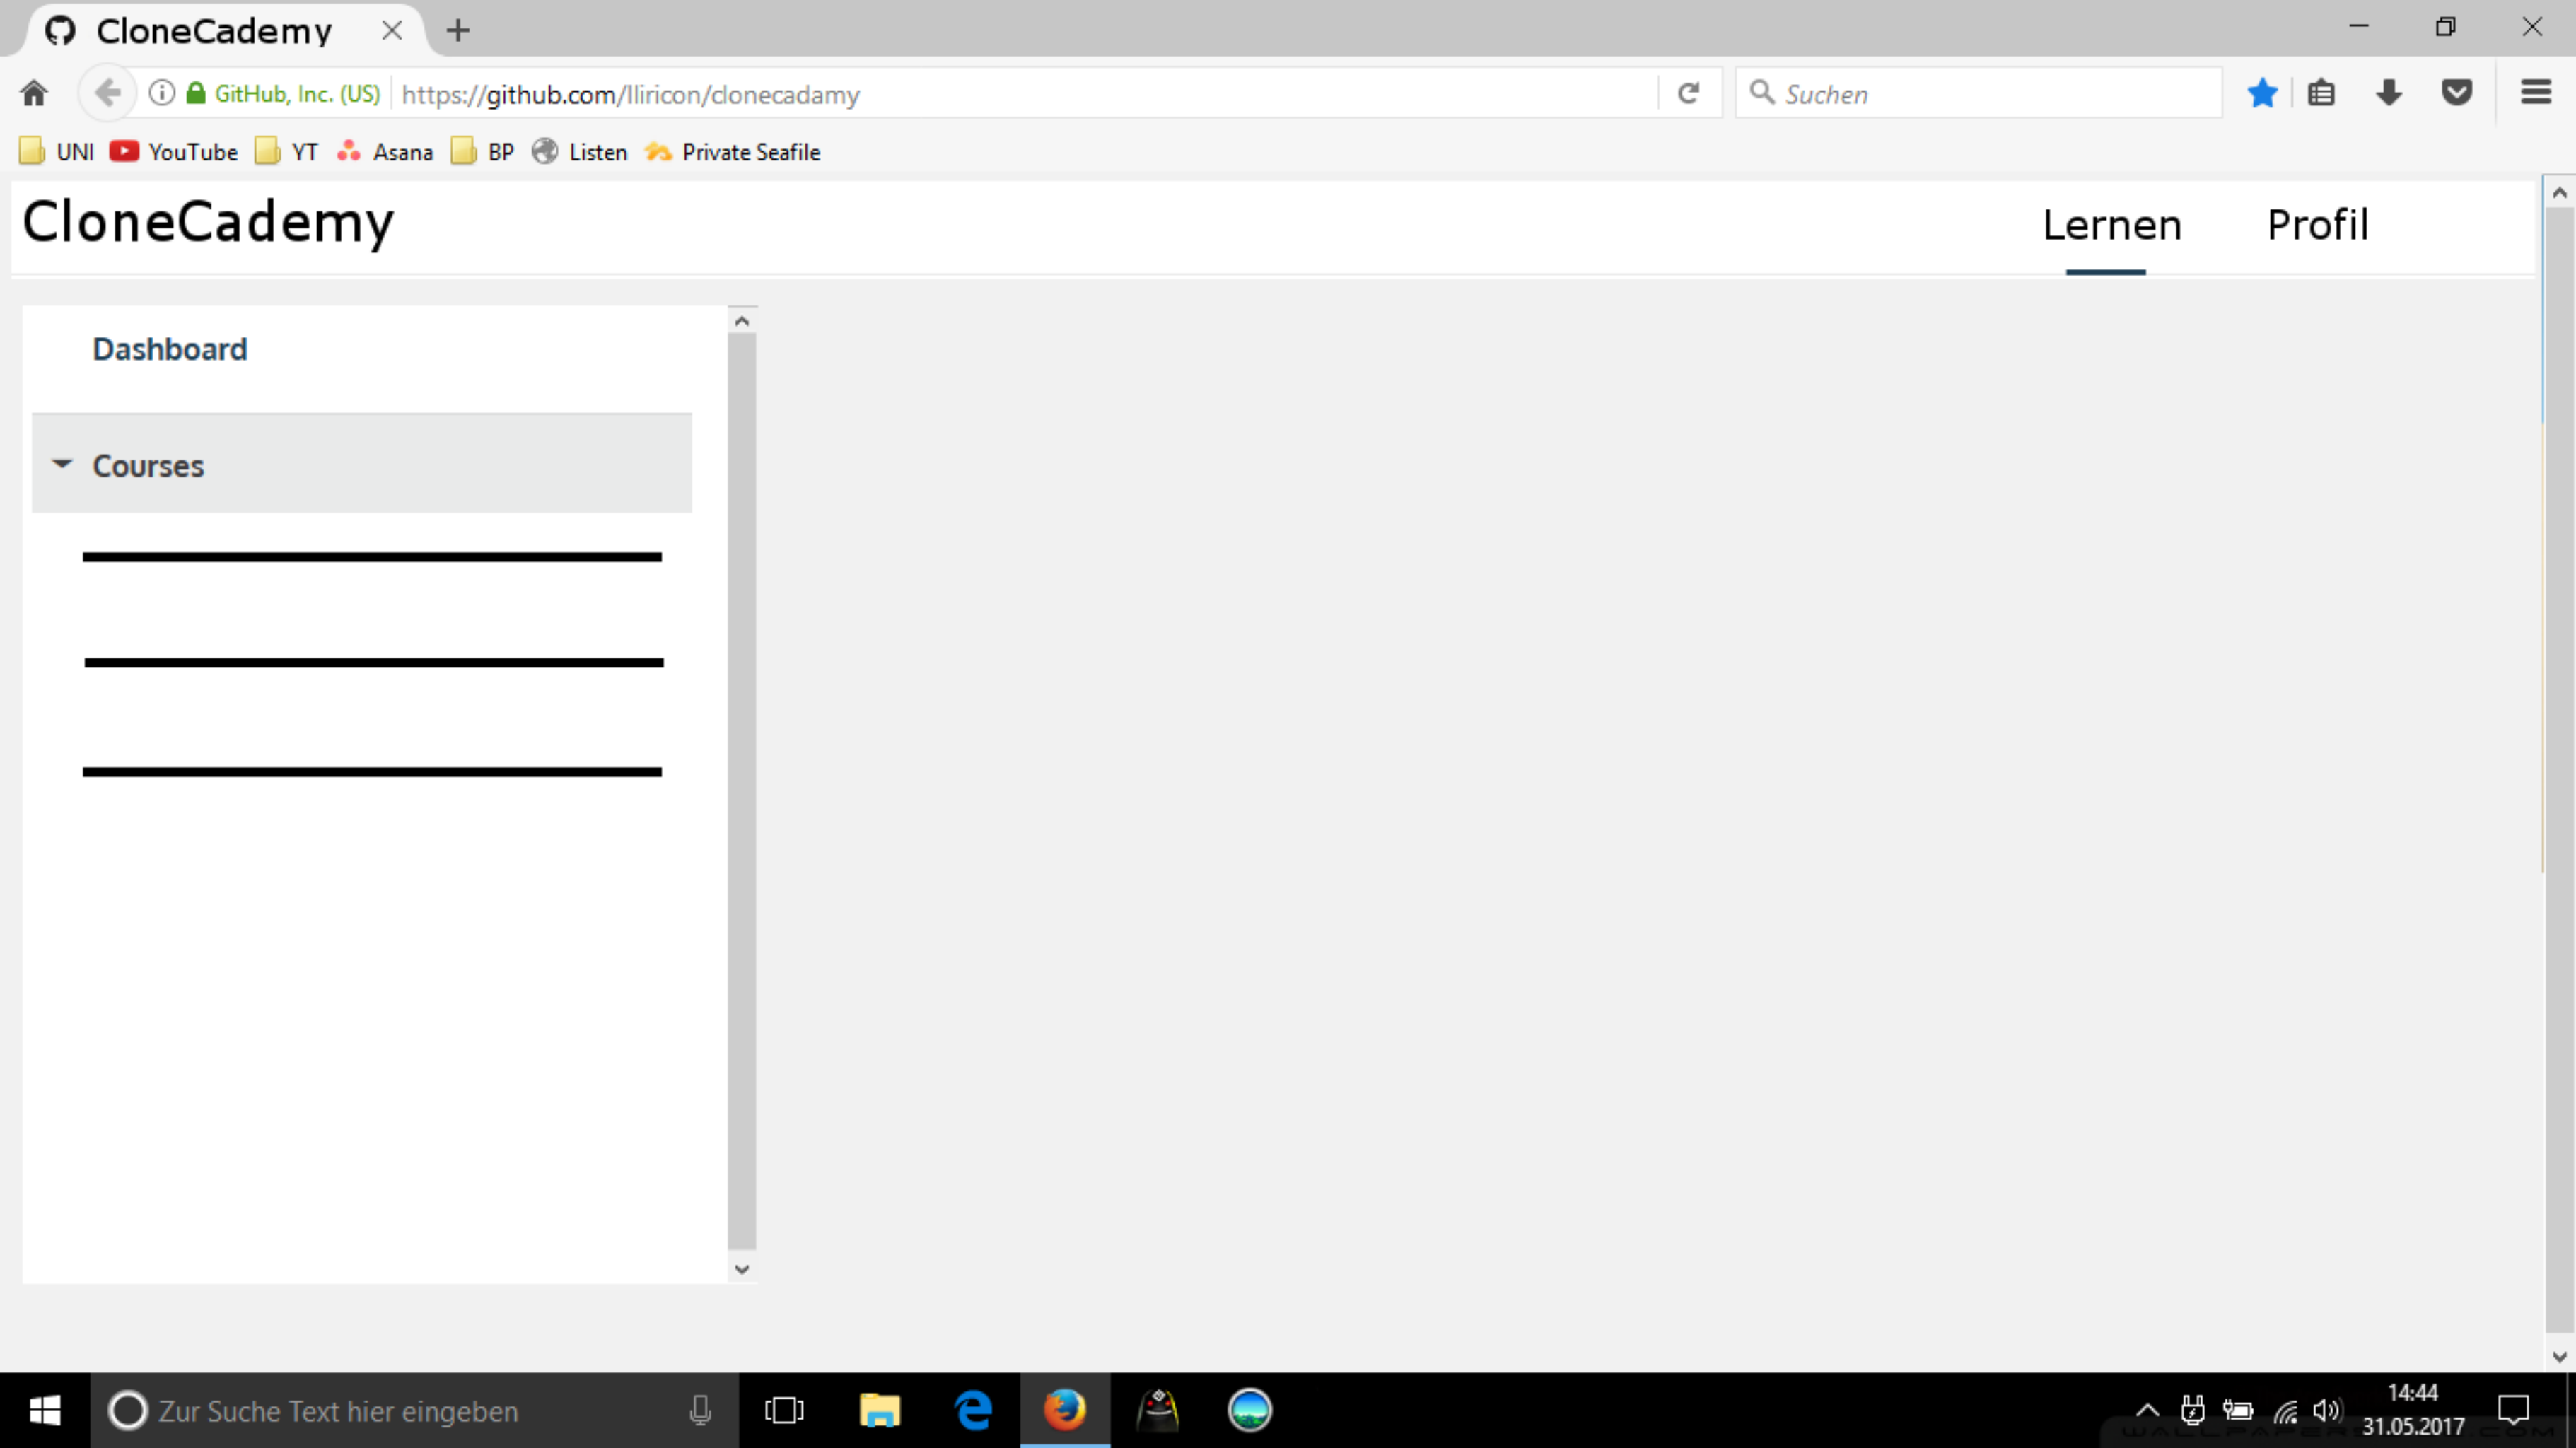 CloneCademy
GitHub, Inc. (US) https://github.com/lliricon/clonecadamy Suchen
UNI YouTube YT Asana BP Listen Private Seafile
CloneCademy Lernen Profil
Dashboard
Courses
Zur Suche Text hier eingeben
14:44
31.05.2017